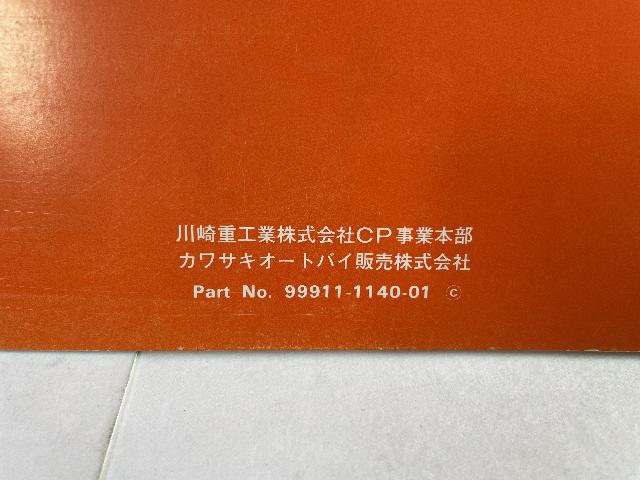 川崎重工業株式会社CP事業本部
カワサキオートバイ販売株式会社
Part No. 99911-1140-01 ©